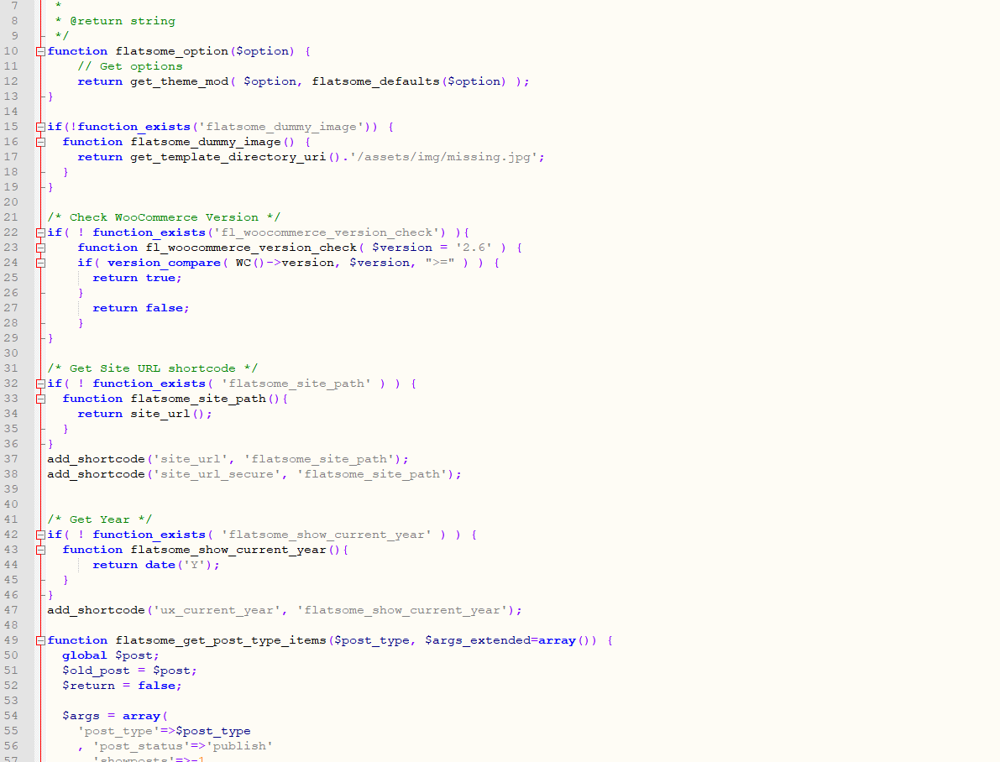 7 *
8 * @return string
9 */
10 function flatsome_option($option) {
11 // Get options
12 return get_theme_mod( $option, flatsome_defaults($option) );
13 }
14
15 if(!function_exists('flatsome_dummy_image')) {
16 function flatsome_dummy_image() {
17 return get_template_directory_uri().'/assets/img/missing.jpg';
18 }
19 }
20
21 /* Check WooCommerce Version */
22 if( ! function_exists('fl_woocommerce_version_check') ){
23 function fl_woocommerce_version_check( $version = '2.6' ) {
24 if( version_compare( WC()->version, $version, ">=" ) ) {
25 return true;
26 }
27 return false;
28 }
29 }
30
31 /* Get Site URL shortcode */
32 if( ! function_exists( 'flatsome_site_path' ) ) {
33 function flatsome_site_path(){
34 return site_url();
35 }
36 }
37 add_shortcode('site_url', 'flatsome_site_path');
38 add_shortcode('site_url_secure', 'flatsome_site_path');
39
40
41 /* Get Year */
42 if( ! function_exists( 'flatsome_show_current_year' ) ) {
43 function flatsome_show_current_year(){
44 return date('Y');
45 }
46 }
47 add_shortcode('ux_current_year', 'flatsome_show_current_year');
48
49 function flatsome_get_post_type_items($post_type, $args_extended=array()) {
50 global $post;
51 $old_post = $post;
52 $return = false;
53
54 $args = array(
55 'post_type'=>$post_type
56 , 'post_status'=>'publish'
57 , 'showposts'=>-1